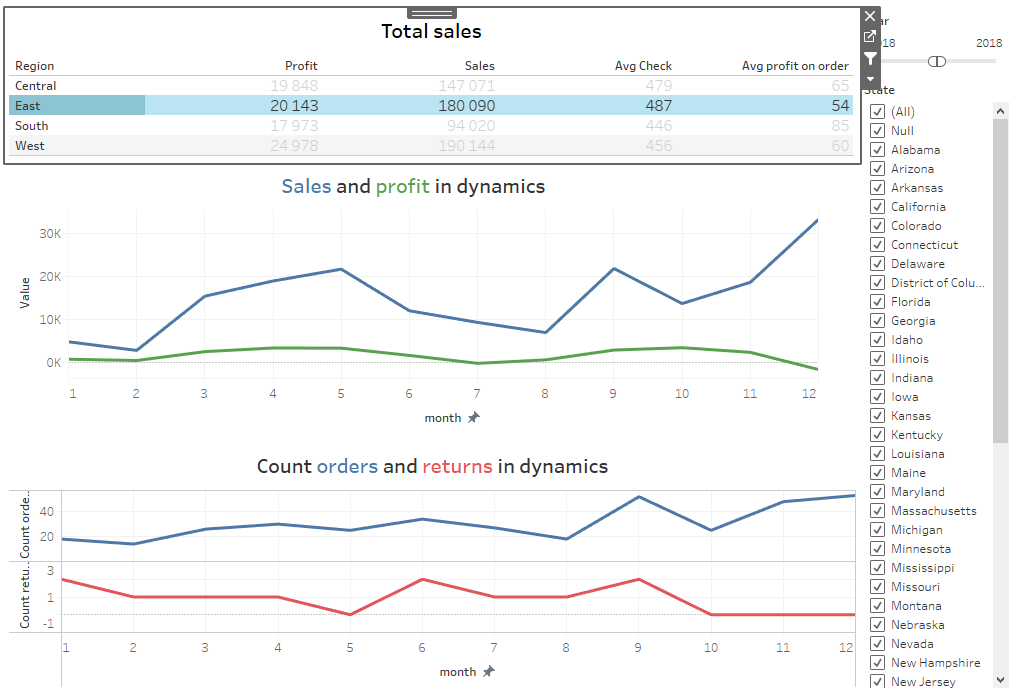 Total sales
Region Profit Sales Avg Check Avg profit on order
Central 19 848 147 071 479 65
East 20 143 180 090 487 54
South 17 973 94 020 446 85
West 24 978 190 144 456 60
Sales and profit in dynamics
Value
30K
20K
10K
0K
1 2 3 4 5 6 7 8 9 10 11 12
month
Count orders and returns in dynamics
Count orde..
40
20
Count retu..
3
1
-1
1 2 3 4 5 6 7 8 9 10 11 12
month
ar
18 2018
State
(All)
Null
Alabama
Arizona
Arkansas
California
Colorado
Connecticut
Delaware
District of Colu...
Florida
Georgia
Idaho
Illinois
Indiana
Iowa
Kansas
Kentucky
Louisiana
Maine
Maryland
Massachusetts
Michigan
Minnesota
Mississippi
Missouri
Montana
Nebraska
Nevada
New Hampshire
New Jersey